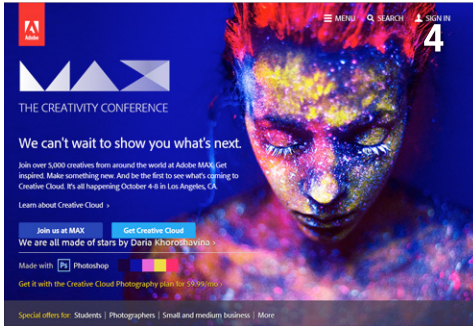 Adobe
MENU SEARCH SIGN IN
4
MAX
THE CREATIVITY CONFERENCE
We can't wait to show you what's next.
Join over 5,000 creatives from around the world at Adobe MAX. Get
inspired. Make something new. And be the first to see what's coming to
Creative Cloud. It's all happening October 4-8 in Los Angeles, CA.
Learn about Creative Cloud ›
Join us at MAX Get Creative Cloud
We are all made of stars by Daria Khoroshavina ›
Made with Ps Photoshop
Get it with the Creative Cloud Photography plan for $9.99/mo ›
Special offers for: Students | Photographers | Small and medium business | More